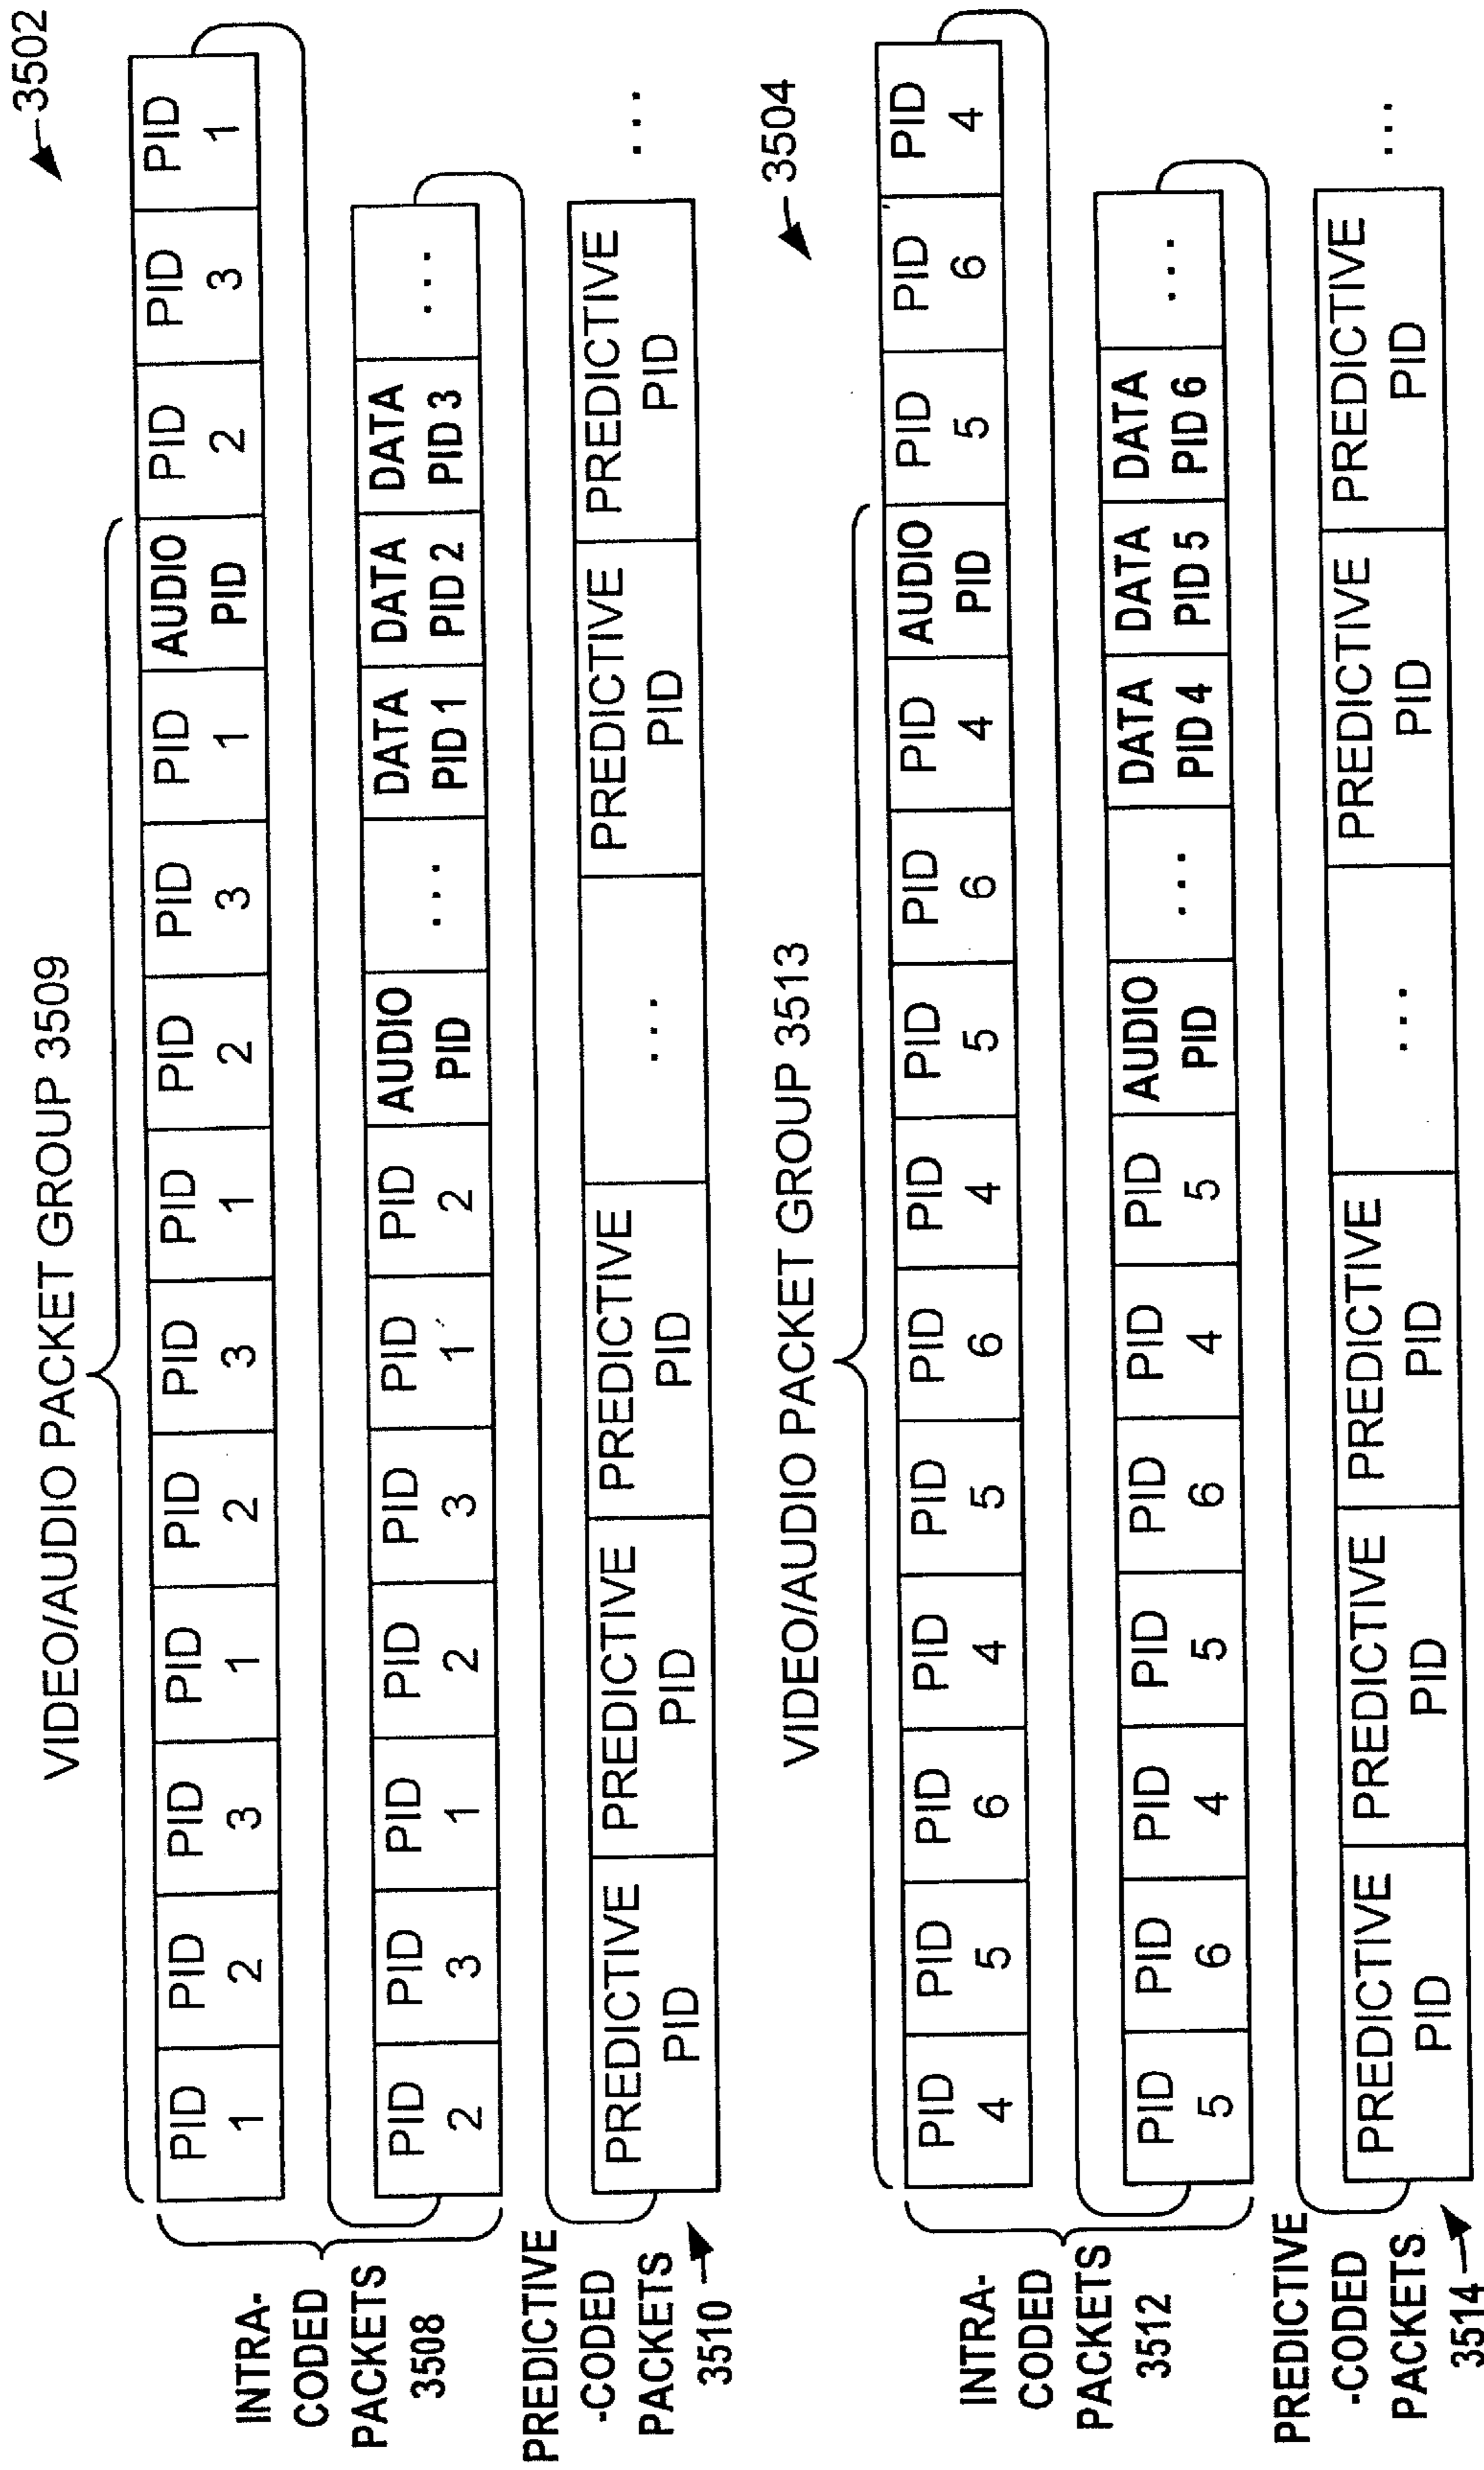 3502
VIDEO/AUDIO PACKET GROUP 3509
PID PID PID PID PID PID PID PID PID PID AUDIO PID PID PID
1 2 3 1 2 3 1 2 3 1 PID 2 3 1
INTRA-
CODED
PACKETS
3508
PID PID PID PID PID PID PID AUDIO ... DATA DATA DATA ...
2 3 1 2 3 1 2 PID PID 1 PID 2 PID 3
PREDICTIVE
-CODED
PACKETS
3510
PREDICTIVE PREDICTIVE PREDICTIVE ... PREDICTIVE PREDICTIVE ...
PID PID PID PID PID
3504
VIDEO/AUDIO PACKET GROUP 3513
PID PID PID PID PID PID PID PID PID PID AUDIO PID PID PID
4 5 6 4 5 6 4 5 6 4 PID 5 6 4
INTRA-
CODED
PACKETS
3512
PID PID PID PID PID PID PID AUDIO ... DATA DATA DATA ...
5 6 4 5 6 4 5 PID PID 4 PID 5 PID 6
PREDICTIVE
-CODED
PACKETS
3514
PREDICTIVE PREDICTIVE PREDICTIVE ... PREDICTIVE PREDICTIVE ...
PID PID PID PID PID